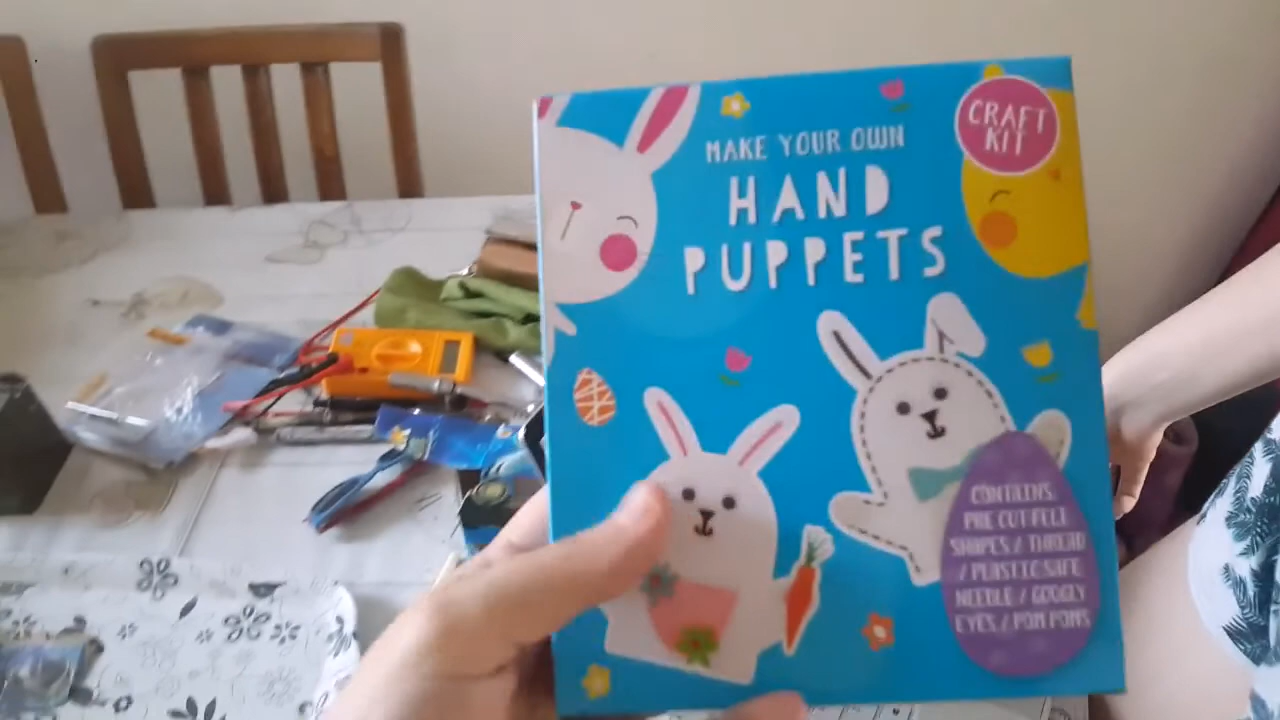 MAKE YOUR OWN
HAND
PUPPETS
CRAFT
KIT
CONTAINS:
PRE CUT FELT
SHAPES / THREAD
/ PLASTIC SAFE
NEEDLE / GOOGLY
EYES / POM POMS